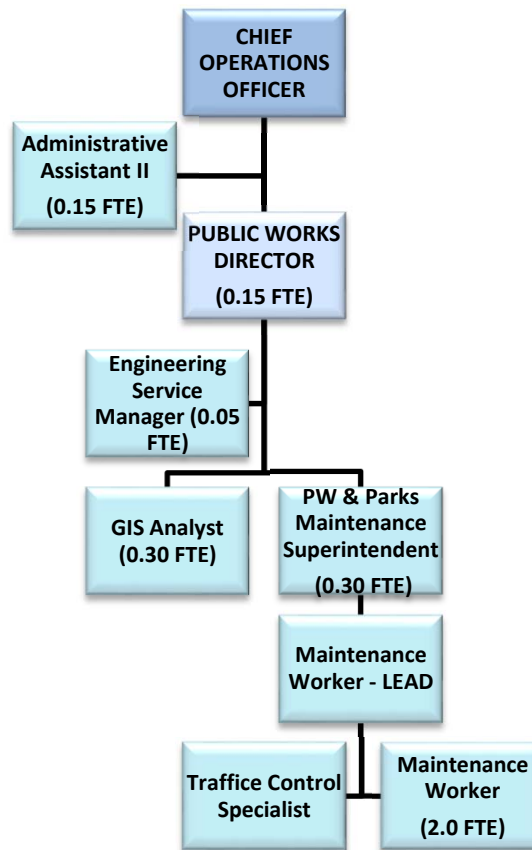 CHIEF
OPERATIONS
OFFICER
Administrative
Assistant II
(0.15 FTE)
PUBLIC WORKS
DIRECTOR
(0.15 FTE)
Engineering
Service
Manager (0.05
FTE)
GIS Analyst
(0.30 FTE)
PW & Parks
Maintenance
Superintendent
(0.30 FTE)
Maintenance
Worker - LEAD
Traffice Control
Specialist
Maintenance
Worker
(2.0 FTE)